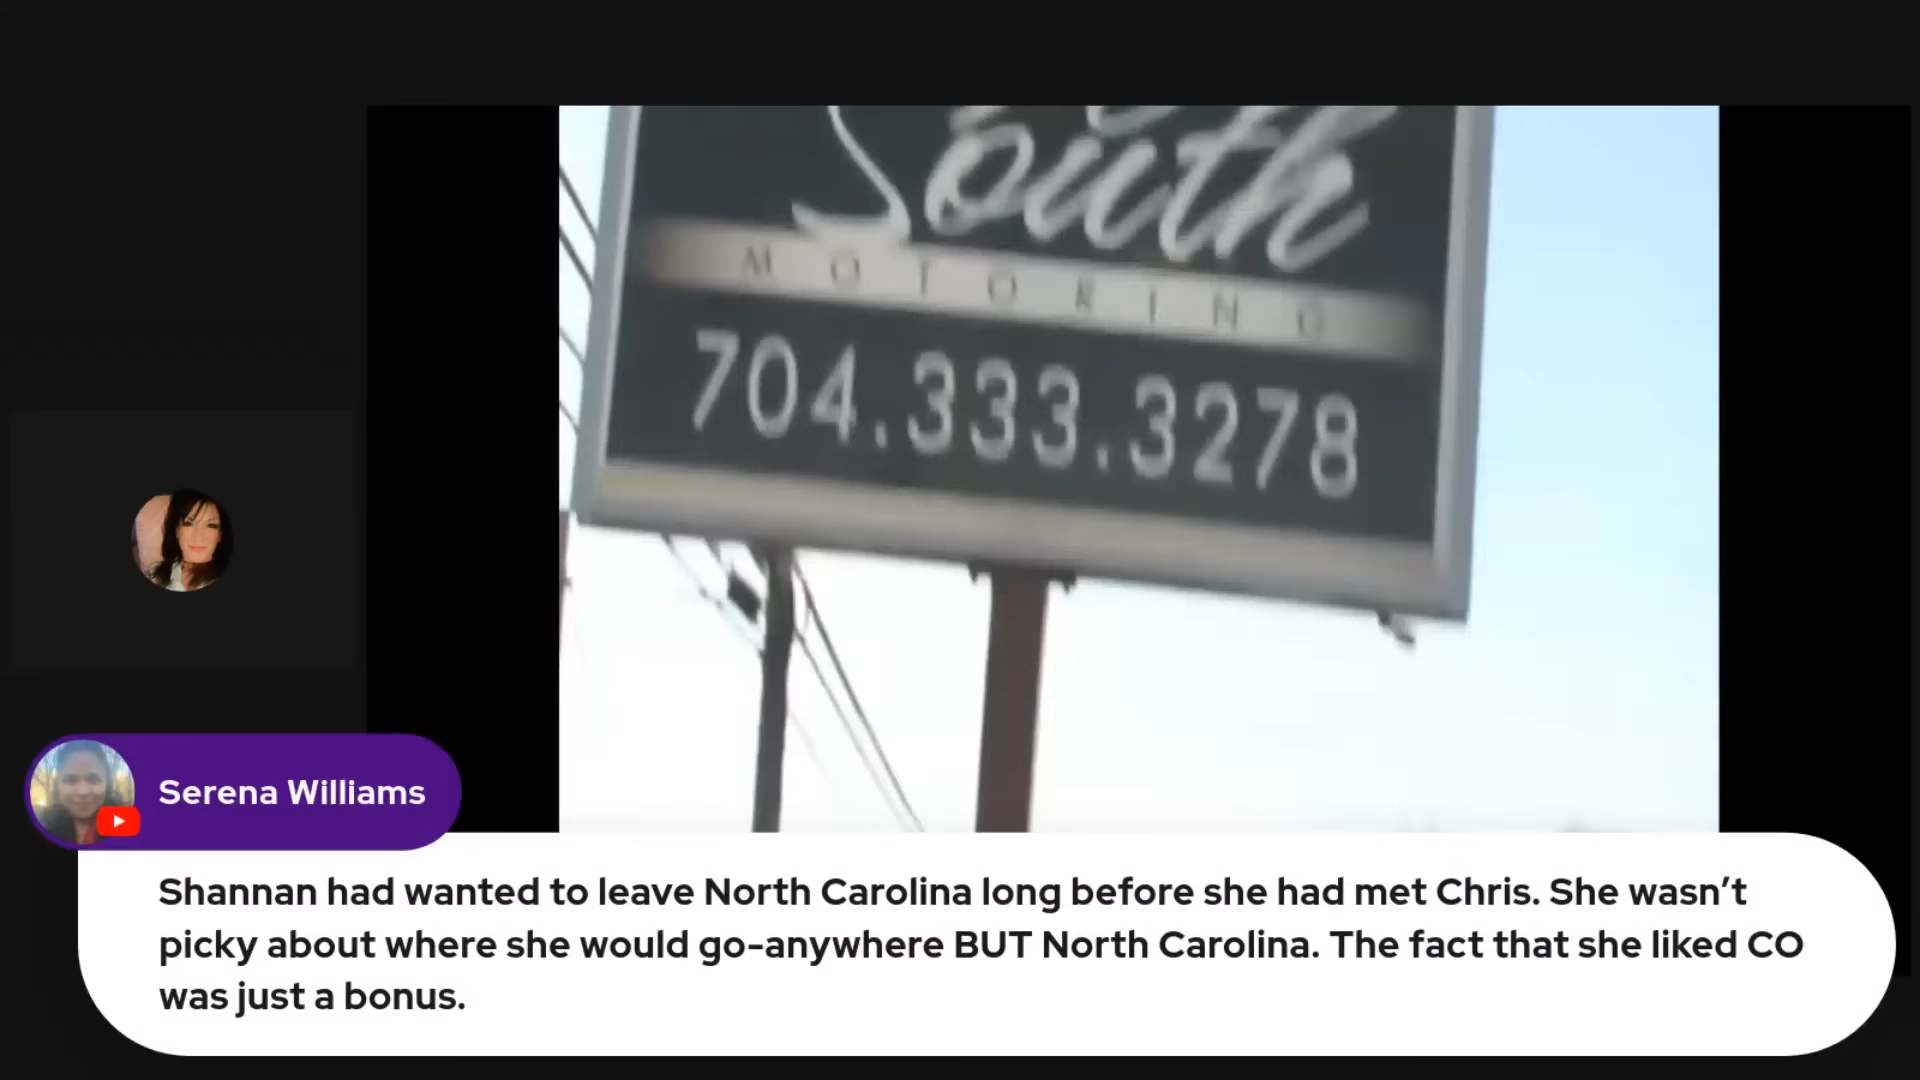 South
MOTORING
704.333.3278
Serena Williams
Shannan had wanted to leave North Carolina long before she had met Chris. She wasn’t
picky about where she would go-anywhere BUT North Carolina. The fact that she liked CO
was just a bonus.